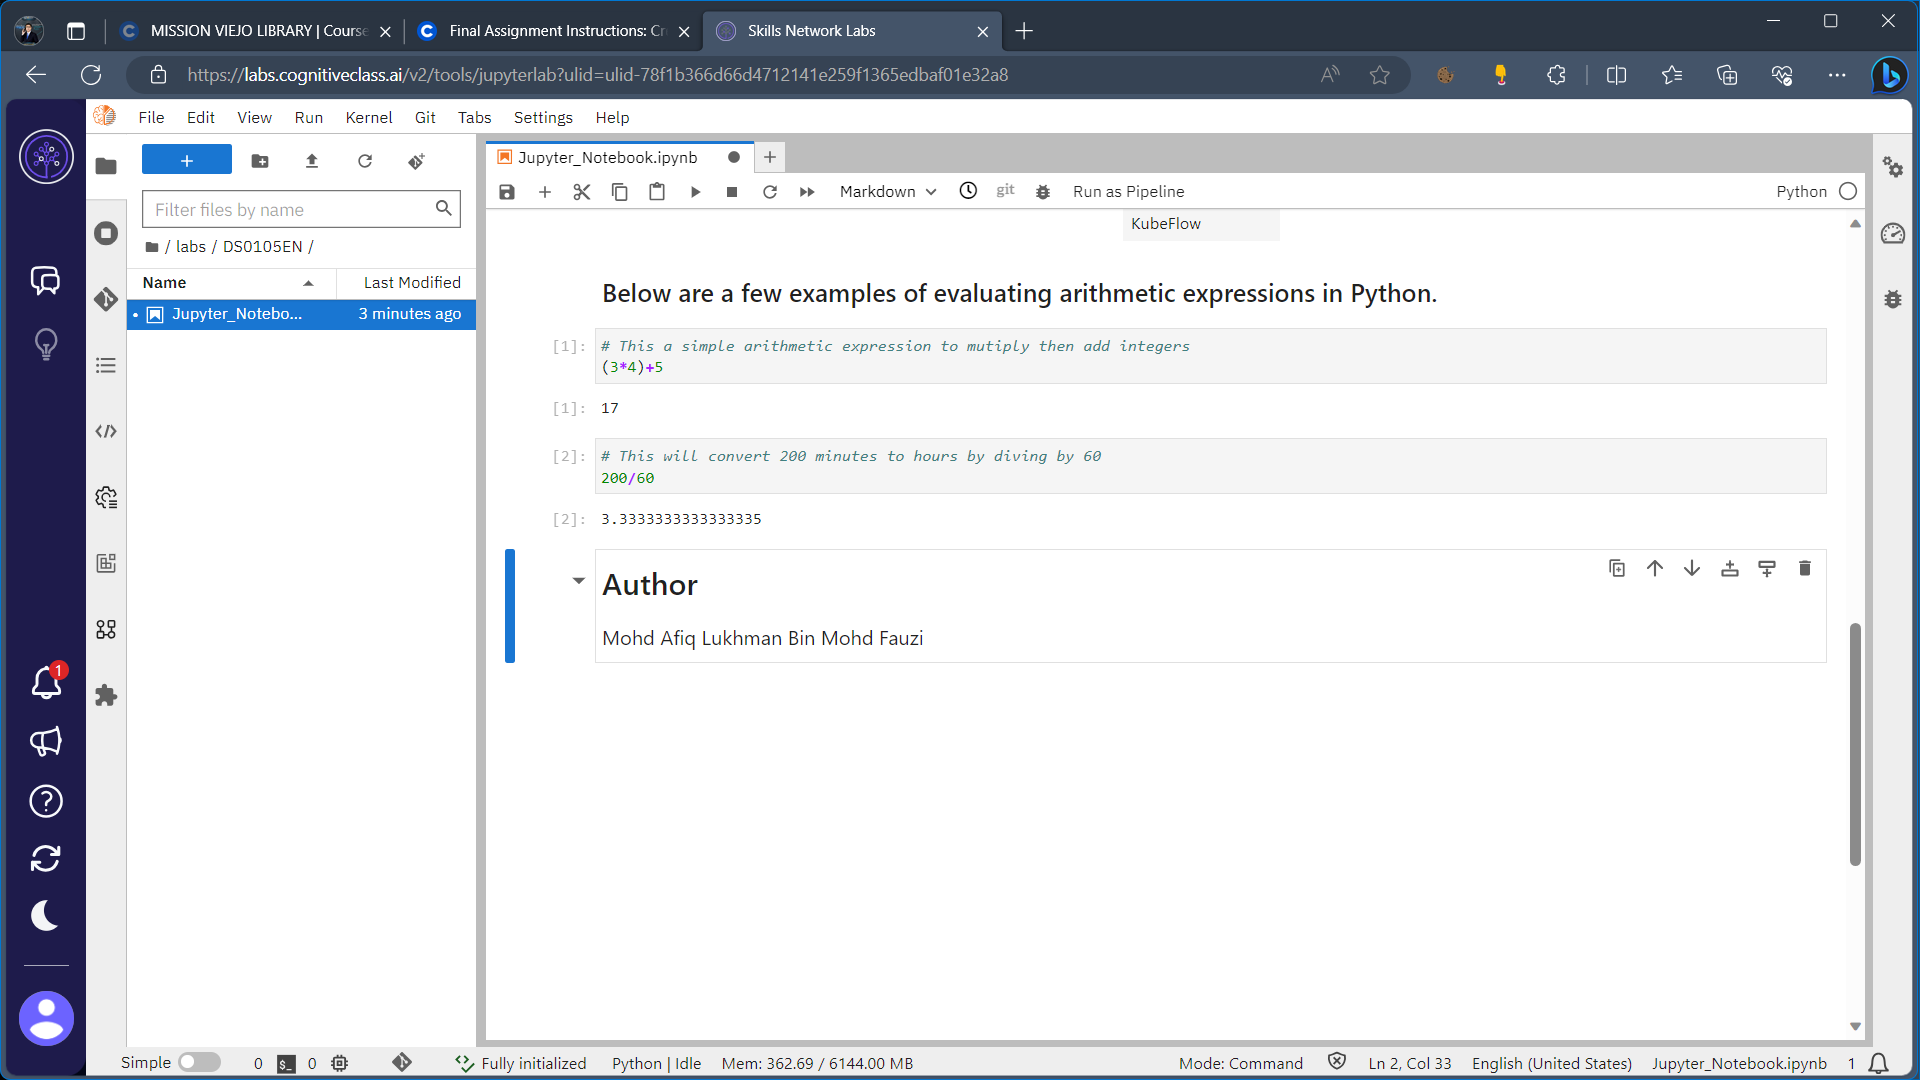 MISSION VIEJO LIBRARY | Course
Final Assignment Instructions: Cr
Skills Network Labs
https://labs.cognitiveclass.ai/v2/tools/jupyterlab?ulid=ulid-78f1b366d66d4712141e259f1365edbaf01e32a8
File Edit View Run Kernel Git Tabs Settings Help
Jupyter_Notebook.ipynb
Filter files by name
Markdown
git
Run as Pipeline
Python
/ labs / DS0105EN /
Name Last Modified
Jupyter_Notebo... 3 minutes ago
KubeFlow
Below are a few examples of evaluating arithmetic expressions in Python.
[1]: # This a simple arithmetic expression to mutiply then add integers
(3*4)+5
[1]: 17
[2]: # This will convert 200 minutes to hours by diving by 60
200/60
[2]: 3.3333333333333335
Author
Mohd Afiq Lukhman Bin Mohd Fauzi
1
Simple 0 $_ 0 Fully initialized Python | Idle Mem: 362.69 / 6144.00 MB Mode: Command Ln 2, Col 33 English (United States) Jupyter_Notebook.ipynb 1